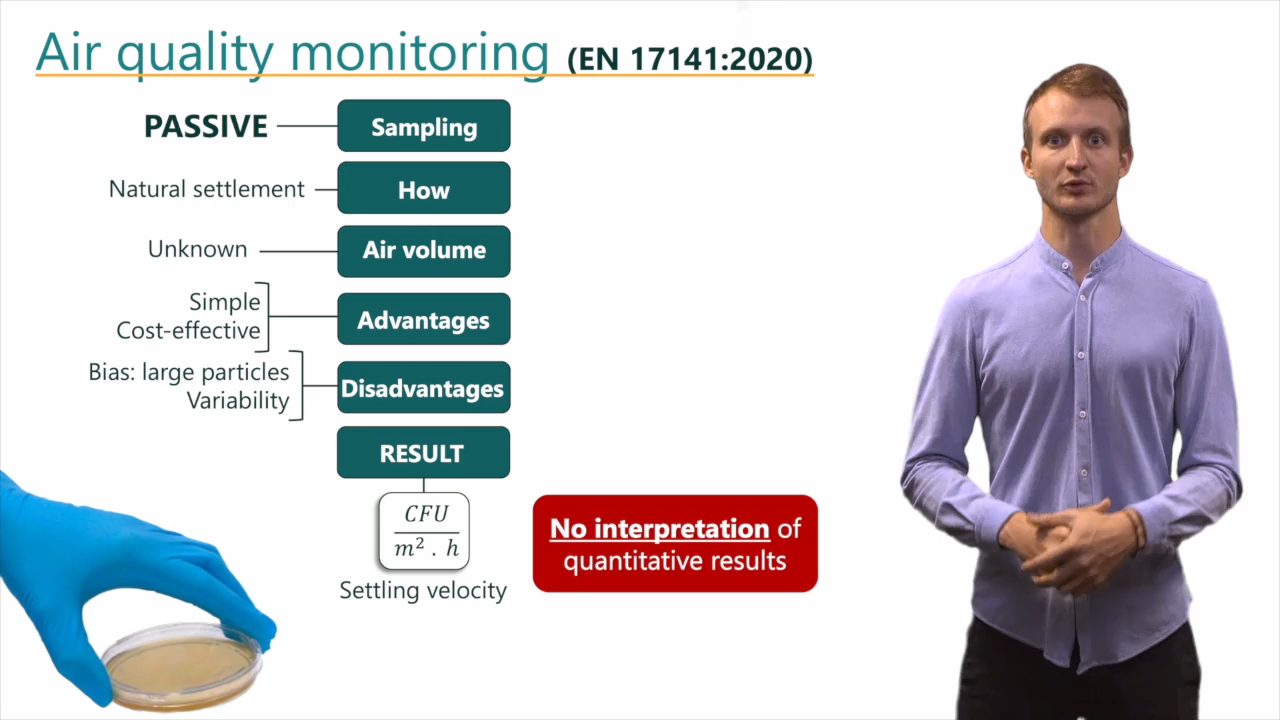 Air quality monitoring (EN 17141:2020)
PASSIVE
Sampling
Natural settlement
How
Unknown
Air volume
Simple
Cost-effective
Advantages
Bias: large particles
Variability
Disadvantages
RESULT
CFU
m² . h
Settling velocity
No interpretation of
quantitative results